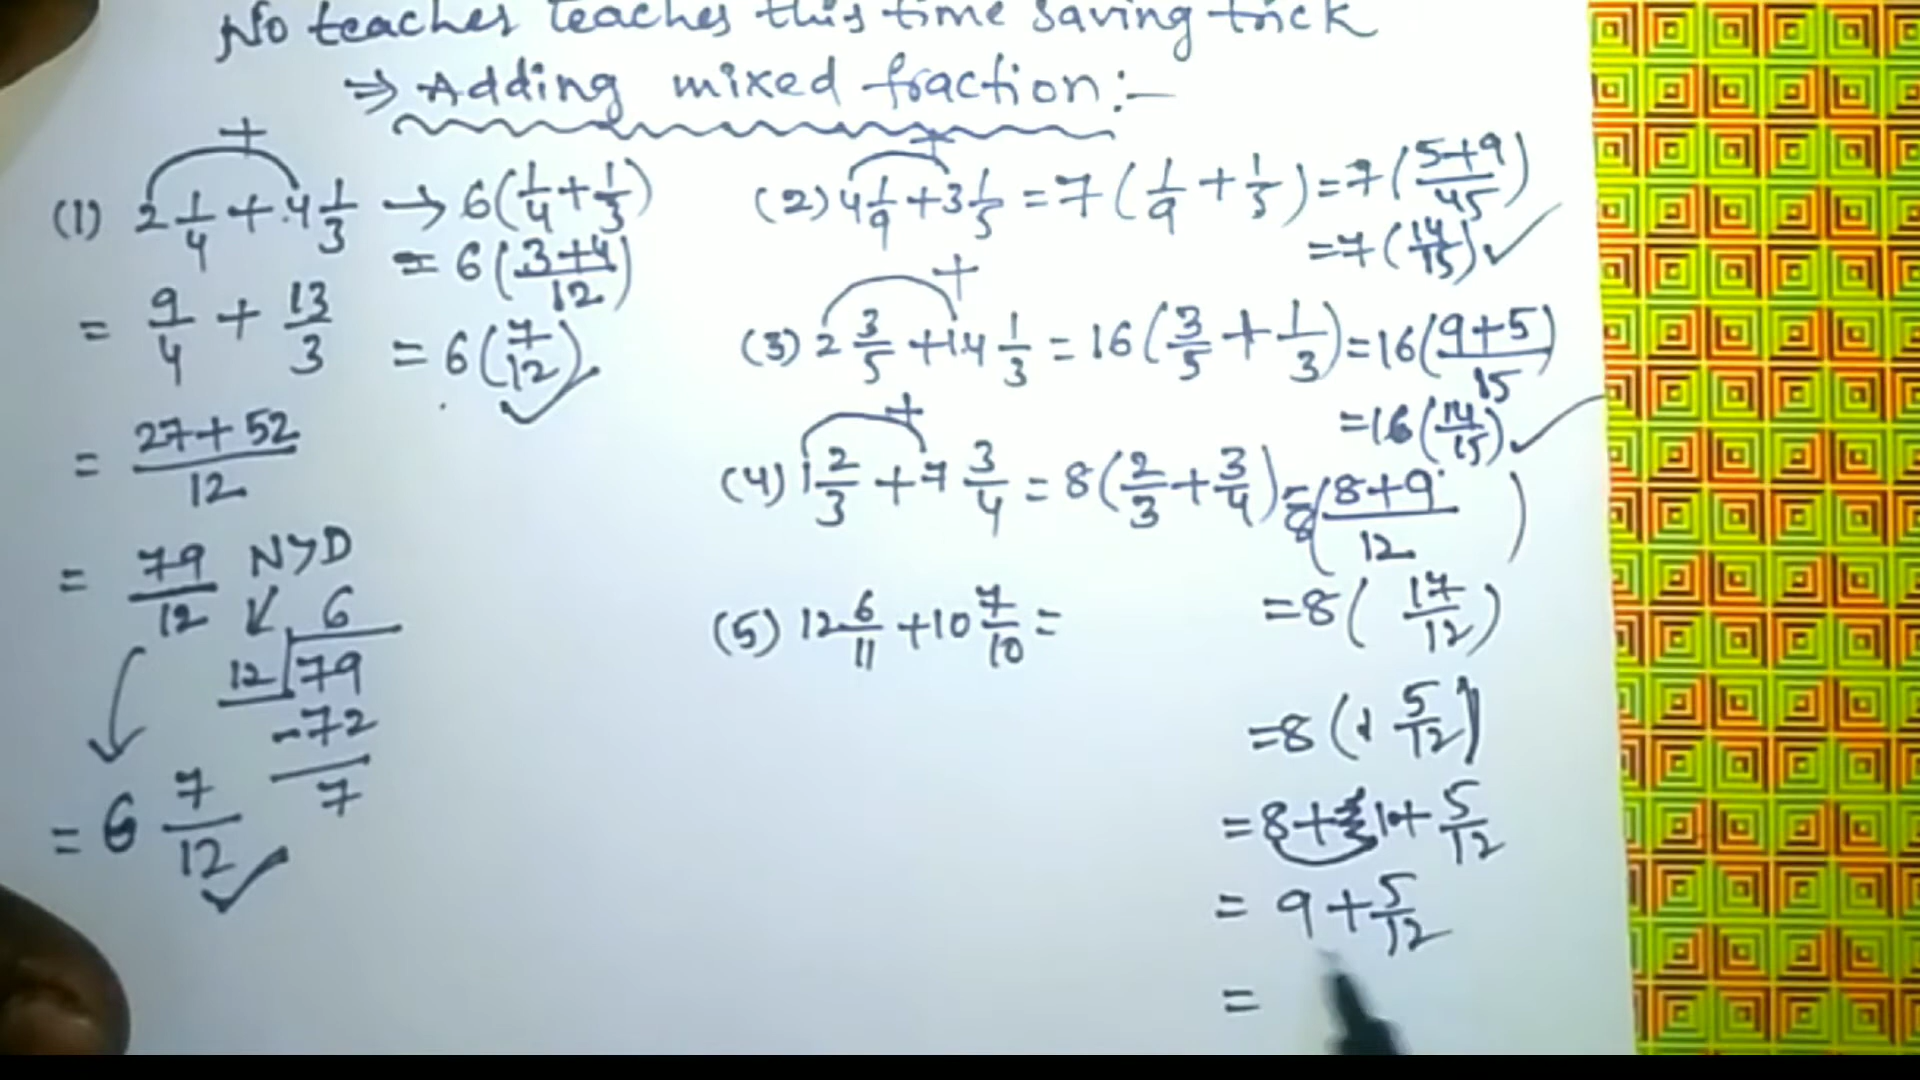 No teacher teaches this time saving trick
⇒ Adding mixed fraction:-
+
(1) 2 1/4 + 4 1/3 → 6(1/4 + 1/3)
= 6(3+4/12)
= 6(7/12)✓
= 9/4 + 13/3
= 27+52/12
= 79/12 N>D
6
12)79
-72
7
= 6 7/12 ✓
+
(2) 4 1/9 + 3 1/5 = 7(1/9 + 1/5) = 7(5+9/45)
= 7(14/45)✓
+
(3) 2 3/5 + 14 1/3 = 16(3/5 + 1/3) = 16(9+5/15)
= 16(14/15)✓
+
(4) 1 2/3 + 7 3/4 = 8(2/3 + 3/4) = 8(8+9/12)
= 8(17/12)
= 8(1 5/12)
= 8+1+5/12
= 9+5/12
=
(5) 12 6/11 + 10 7/10 =